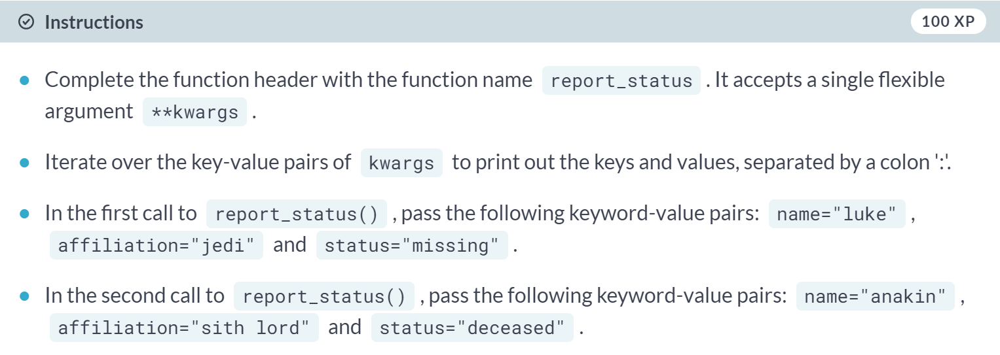 Instructions 100 XP
Complete the function header with the function name report_status . It accepts a single flexible
argument **kwargs .
Iterate over the key-value pairs of kwargs to print out the keys and values, separated by a colon ':'.
In the first call to report_status() , pass the following keyword-value pairs: name="luke" ,
affiliation="jedi" and status="missing" .
In the second call to report_status() , pass the following keyword-value pairs: name="anakin" ,
affiliation="sith lord" and status="deceased" .